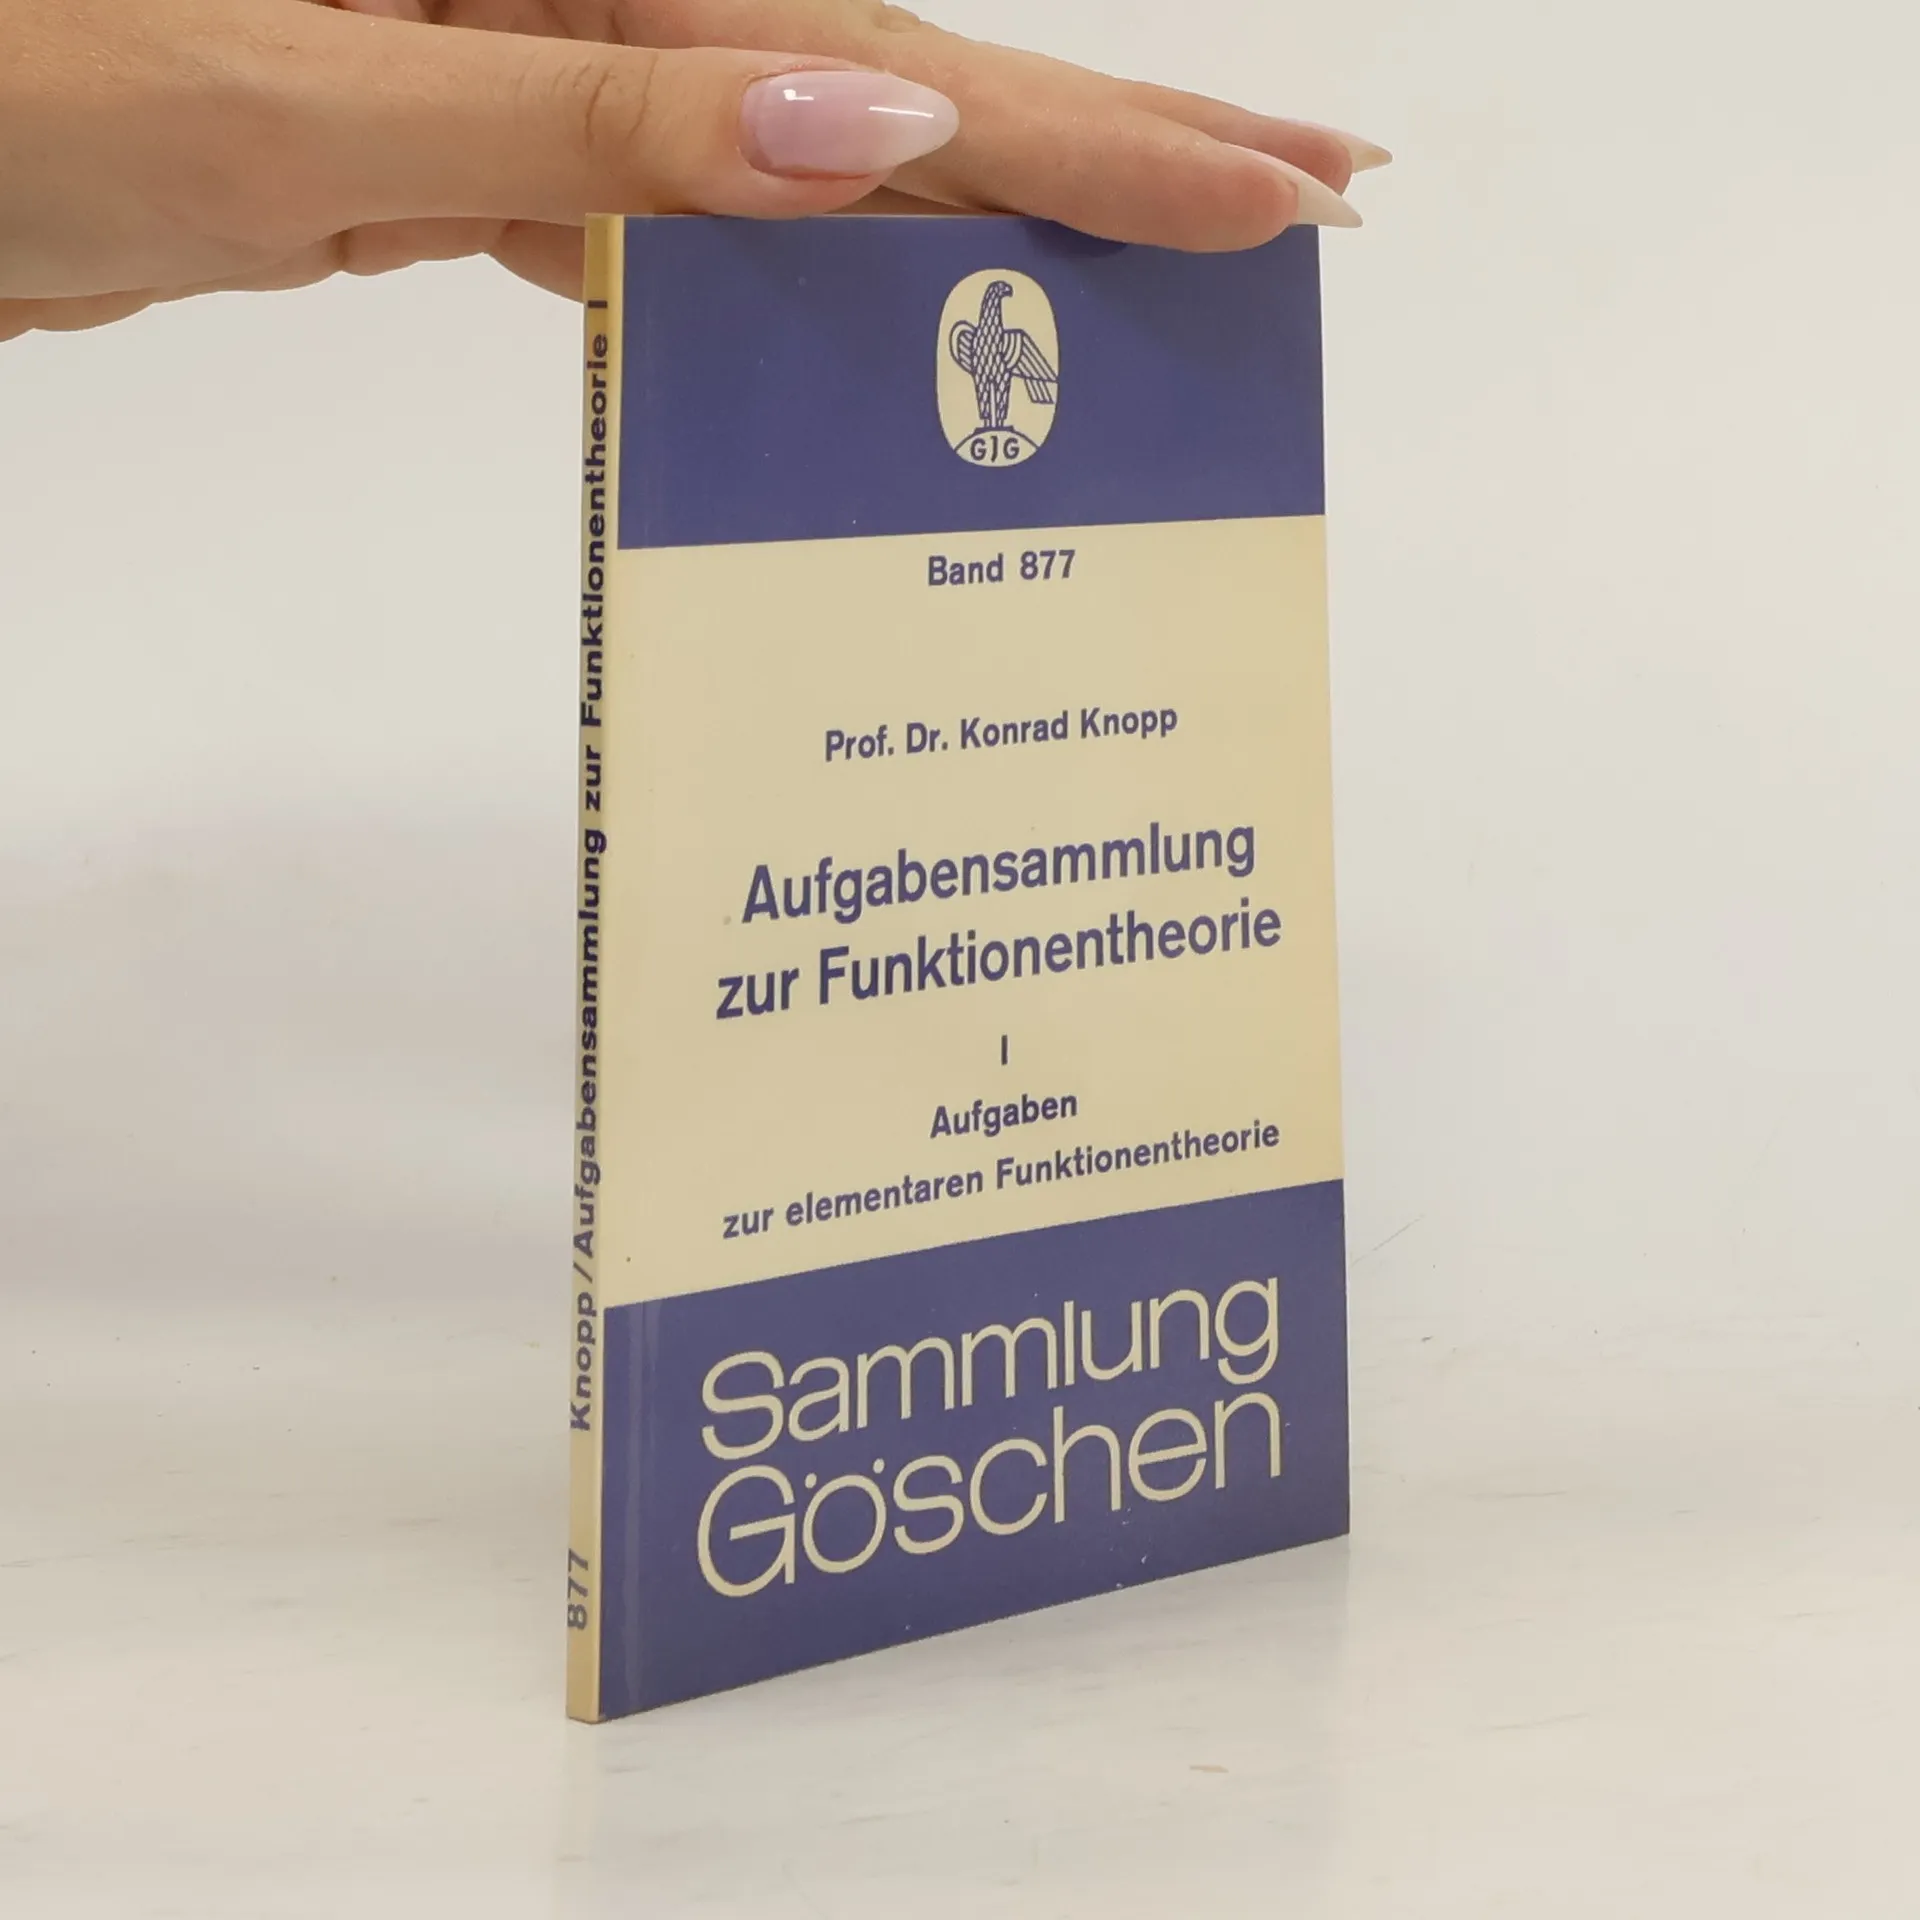 GJG
Band 877
Prof. Dr. Konrad Knopp
Aufgabensammlung
zur Funktionentheorie
I
Aufgaben
zur elementaren Funktionentheorie
Sammlung
Göschen
877 Knopp / Aufgabensammlung zur Funktionentheorie I